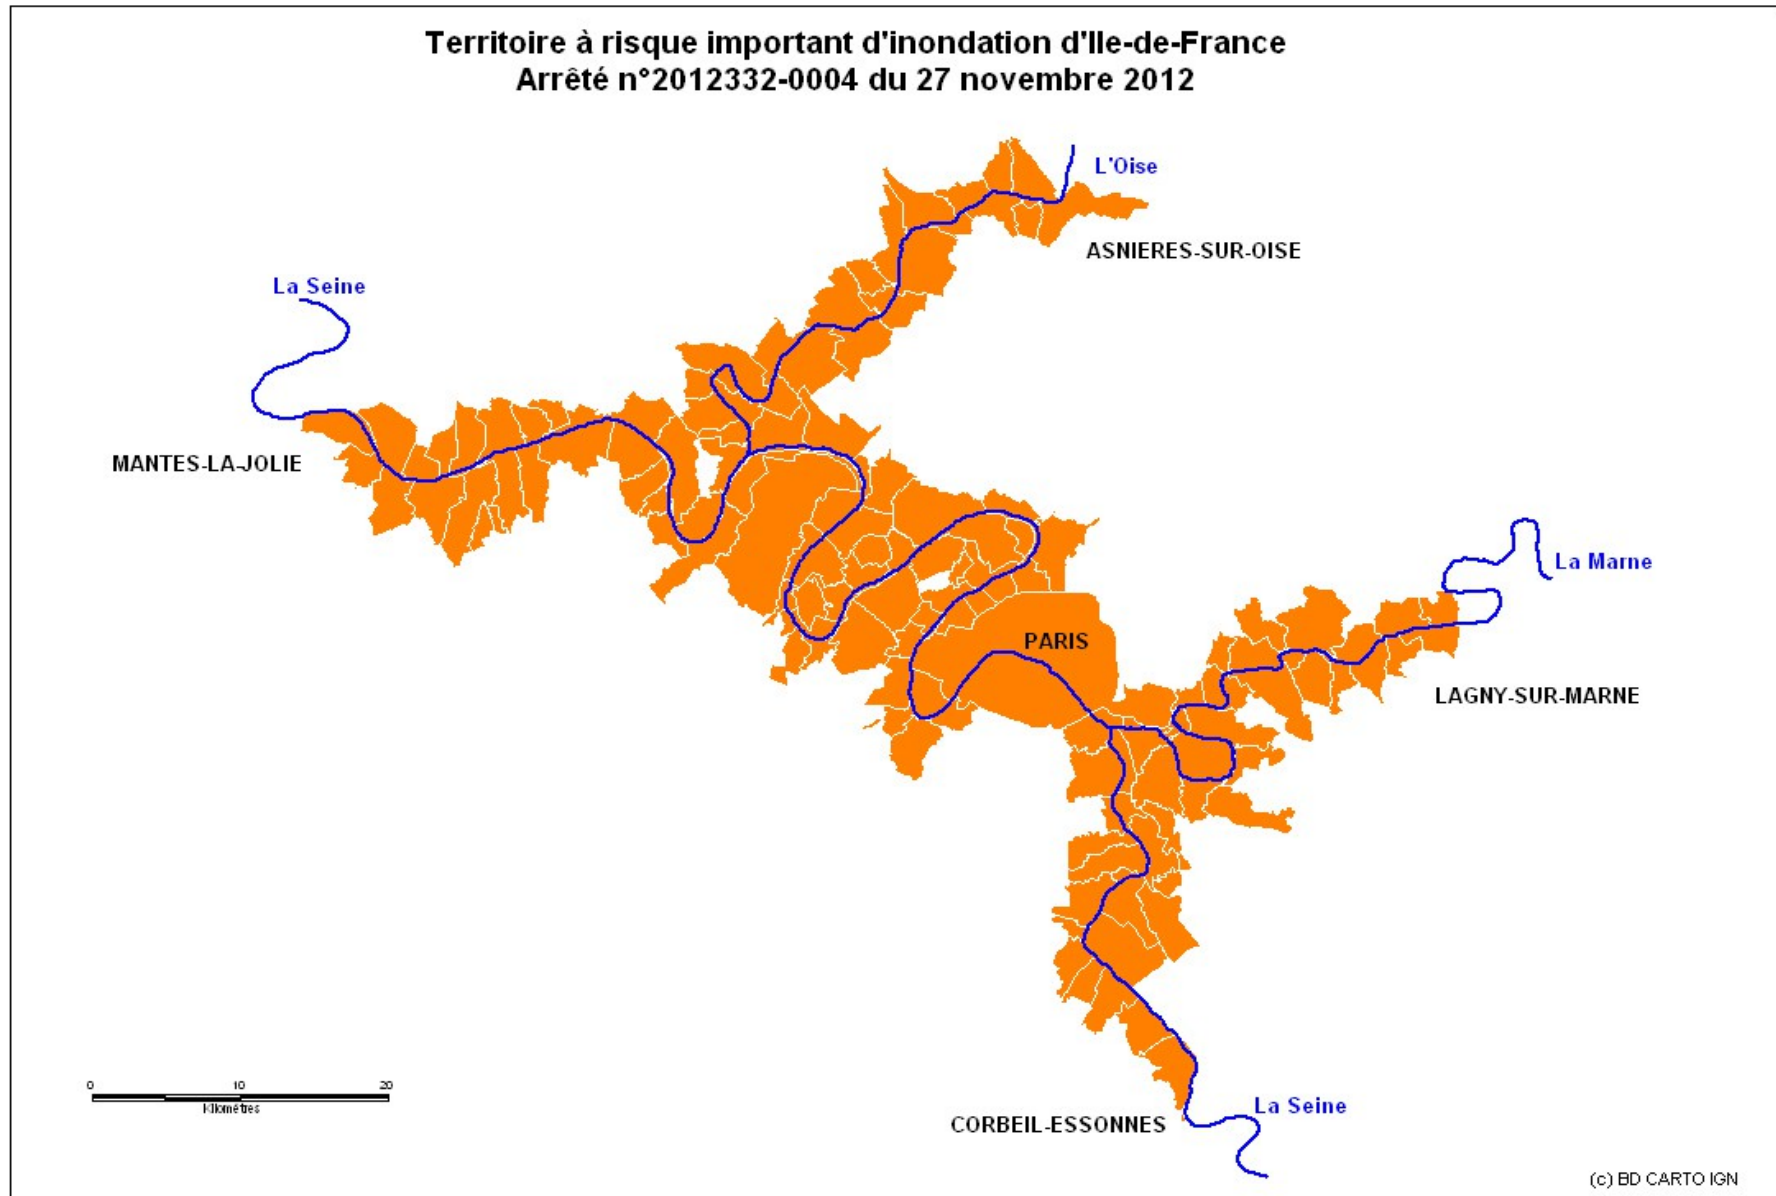 Territoire à risque important d'inondation d'Ile-de-France
Arrêté n°2012332-0004 du 27 novembre 2012
L'Oise
ASNIERES-SUR-OISE
La Seine
MANTES-LA-JOLIE
La Marne
PARIS
LAGNY-SUR-MARNE
0 10 20
Kilomètres
La Seine
CORBEIL-ESSONNES
(c) BD CARTO IGN